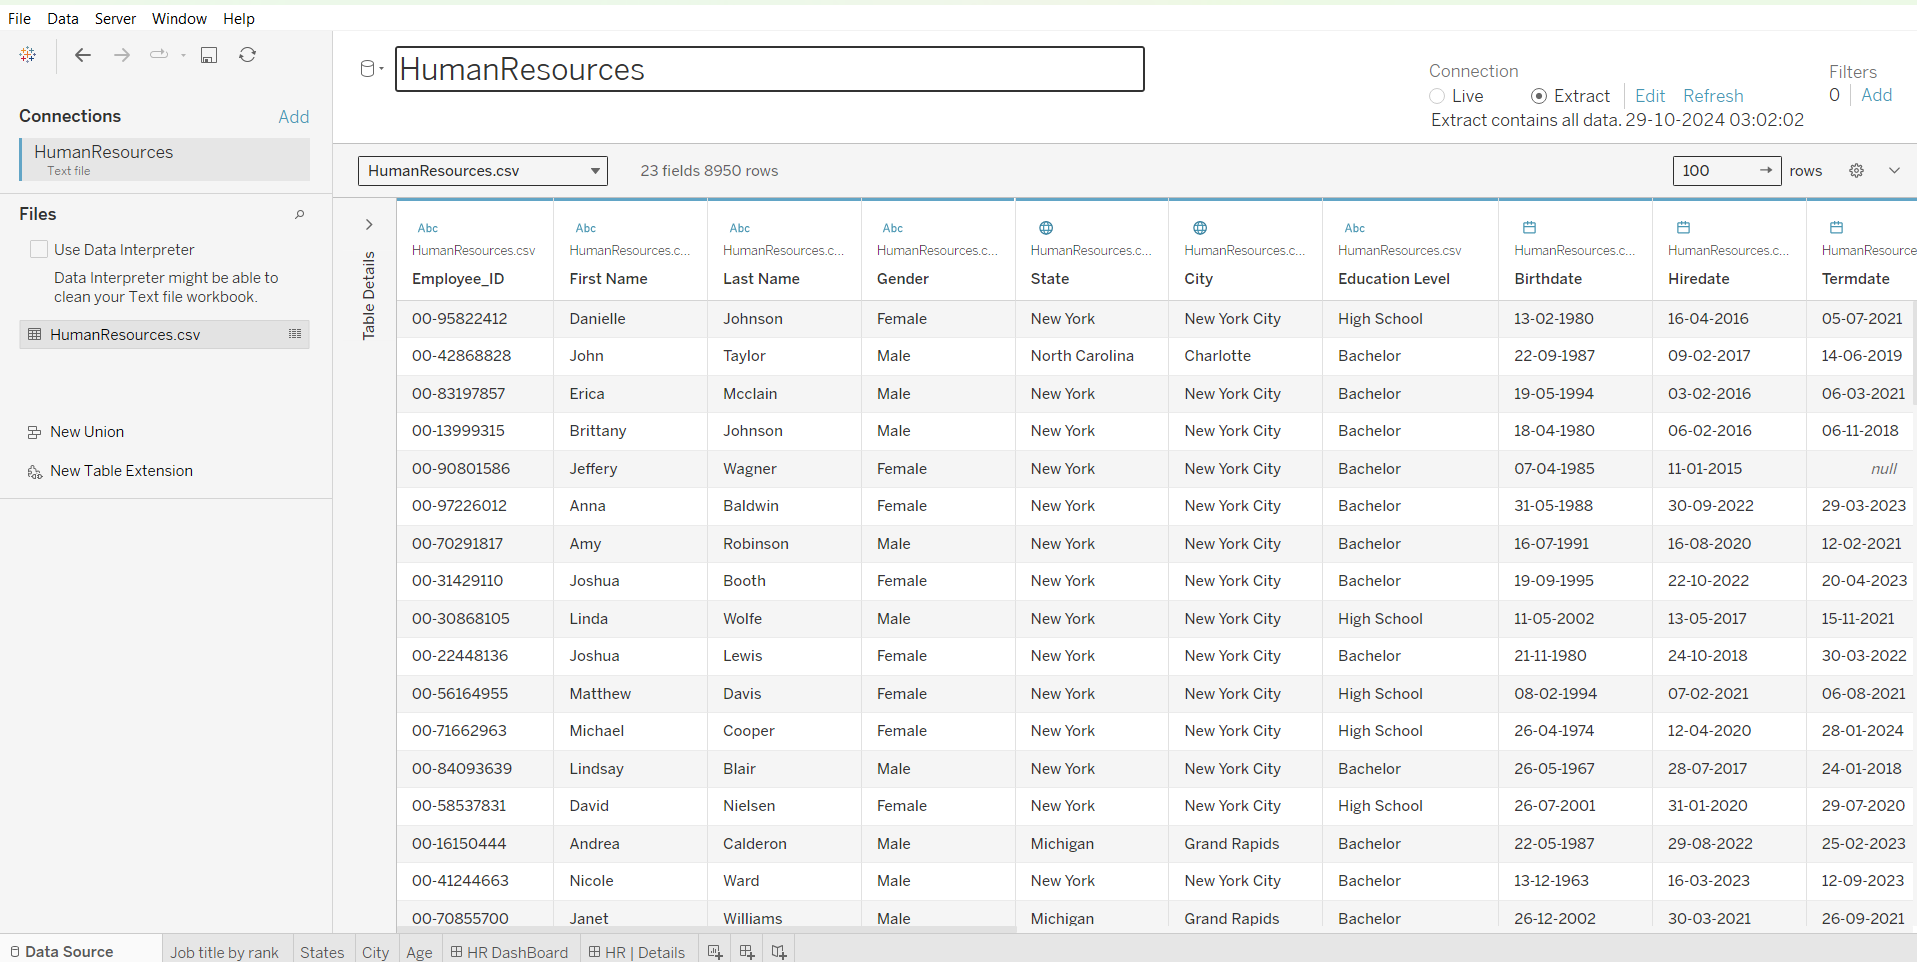 File Data Server Window Help
HumanResources
Connection
Live Extract Edit Refresh
Extract contains all data. 29-10-2024 03:02:02
Filters
0 Add
Connections Add
HumanResources
Text file
Files
Use Data Interpreter
Data Interpreter might be able to
clean your Text file workbook.
HumanResources.csv
New Union
New Table Extension
HumanResources.csv 23 fields 8950 rows 100 → rows
Table Details
Abc Abc Abc Abc Abc
HumanResources.csv HumanResources.c... HumanResources.c... HumanResources.c... HumanResources.c... HumanResources.c... HumanResources.csv HumanResources.c... HumanResources.c... HumanResource
Employee_ID First Name Last Name Gender State City Education Level Birthdate Hiredate Termdate
00-95822412 Danielle Johnson Female New York New York City High School 13-02-1980 16-04-2016 05-07-2021
00-42868828 John Taylor Male North Carolina Charlotte Bachelor 22-09-1987 09-02-2017 14-06-2019
00-83197857 Erica Mcclain Male New York New York City Bachelor 19-05-1994 03-02-2016 06-03-2021
00-13999315 Brittany Johnson Male New York New York City Bachelor 18-04-1980 06-02-2016 06-11-2018
00-90801586 Jeffery Wagner Female New York New York City Bachelor 07-04-1985 11-01-2015 null
00-97226012 Anna Baldwin Female New York New York City Bachelor 31-05-1988 30-09-2022 29-03-2023
00-70291817 Amy Robinson Male New York New York City Bachelor 16-07-1991 16-08-2020 12-02-2021
00-31429110 Joshua Booth Female New York New York City Bachelor 19-09-1995 22-10-2022 20-04-2023
00-30868105 Linda Wolfe Male New York New York City High School 11-05-2002 13-05-2017 15-11-2021
00-22448136 Joshua Lewis Female New York New York City Bachelor 21-11-1980 24-10-2018 30-03-2022
00-56164955 Matthew Davis Female New York New York City High School 08-02-1994 07-02-2021 06-08-2021
00-71662963 Michael Cooper Female New York New York City High School 26-04-1974 12-04-2020 28-01-2024
00-84093639 Lindsay Blair Male New York New York City Bachelor 26-05-1967 28-07-2017 24-01-2018
00-58537831 David Nielsen Female New York New York City High School 26-07-2001 31-01-2020 29-07-2020
00-16150444 Andrea Calderon Male Michigan Grand Rapids Bachelor 22-05-1987 29-08-2022 25-02-2023
00-41244663 Nicole Ward Male New York New York City Bachelor 13-12-1963 16-03-2023 12-09-2023
00-70855700 Janet Williams Male Michigan Grand Rapids Bachelor 26-12-2002 30-03-2021 26-09-2021
Data Source Job title by rank States City Age HR DashBoard HR | Details